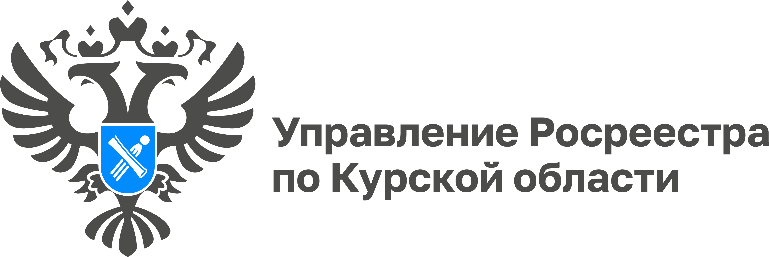 Управление Росреестра
по Курской области